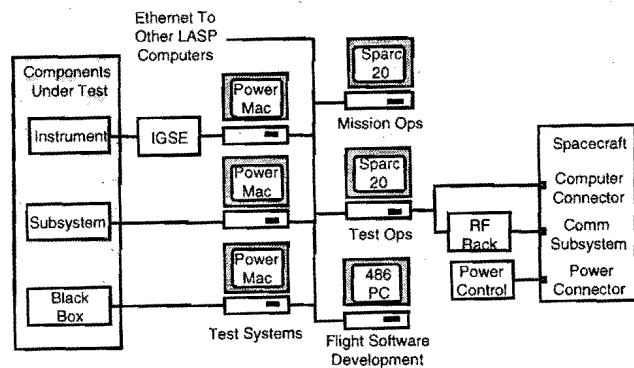 Ethernet To
Other LASP
Computers
Components
Under Test
Instrument
IGSE
Power
Mac
Sparc
20
Mission Ops
Subsystem
Power
Mac
Sparc
20
Test Ops
Black
Box
Power
Mac
Test Systems
486
PC
Flight Software
Development
RF
Rack
Power
Control
Spacecraft
Computer
Connector
Comm
Subsystem
Power
Connector